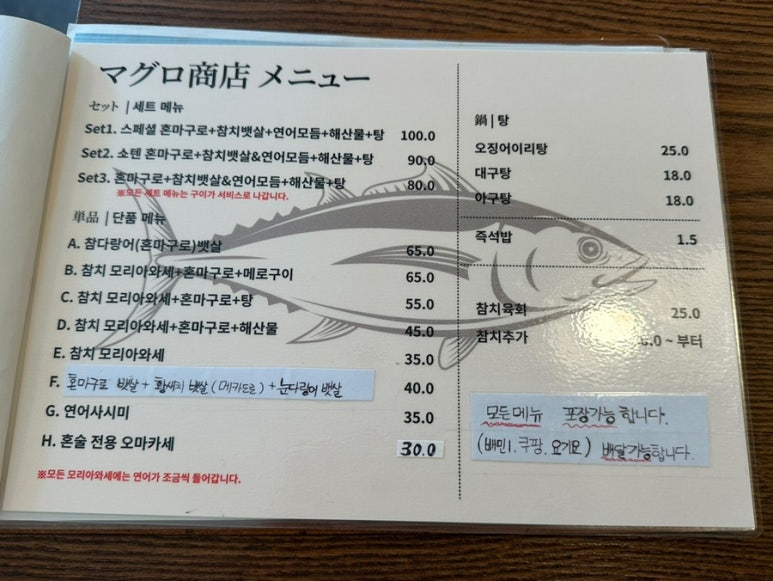 マグロ商店 メニュー
セット | 세트 메뉴
Set1. 스페셜 혼마구로+참치뱃살+연어모듬+해산물+탕 100.0
Set2. 소텐 혼마구로+참치뱃살&연어모듬+해산물+탕 90.0
Set3. 혼마구로+참치뱃살&연어모듬+해산물+탕 80.0
※모든 세트 메뉴는 구이가 서비스로 나갑니다.
単品 | 단품 메뉴
A. 참다랑어(혼마구로)뱃살 65.0
B. 참치 모리아와세+혼마구로+메로구이 65.0
C. 참치 모리아와세+혼마구로+탕 55.0
D. 참치 모리아와세+혼마구로+해산물 45.0
E. 참치 모리아와세 35.0
F. 혼마구로 뱃살 + 황새치 뱃살 (메카도로) + 눈다랑어 뱃살 40.0
G. 연어사시미 35.0
H. 혼술 전용 오마카세 30.0
※모든 모리아와세에는 연어가 조금씩 들어갑니다.
鍋 | 탕
오징어이리탕 25.0
대구탕 18.0
아구탕 18.0
즉석밥 1.5
참치육회 25.0
참치추가 ~ 부터
모든메뉴 포장가능 합니다.
(배민1, 쿠팡, 요기요) 배달가능합니다.